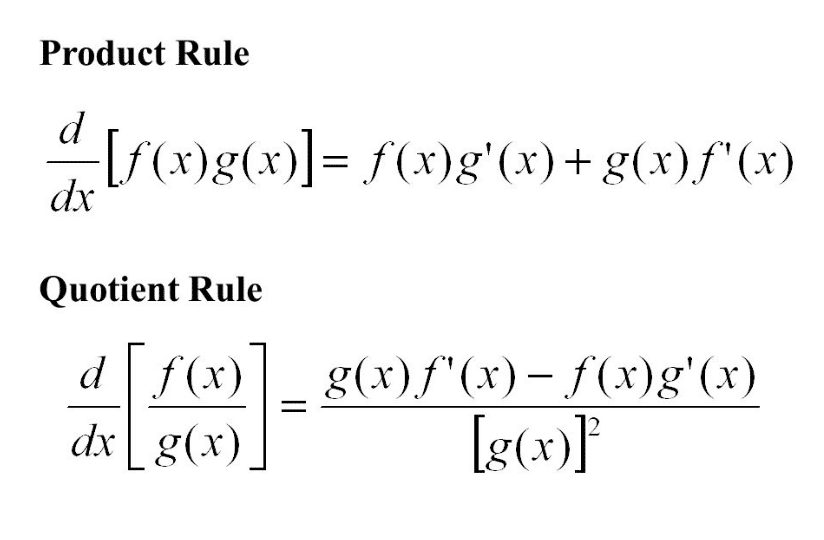 Product Rule
d/dx [f(x)g(x)] = f(x)g'(x) + g(x)f'(x)
Quotient Rule
d/dx [f(x)/g(x)] = (g(x)f'(x) − f(x)g'(x))/[g(x)]²